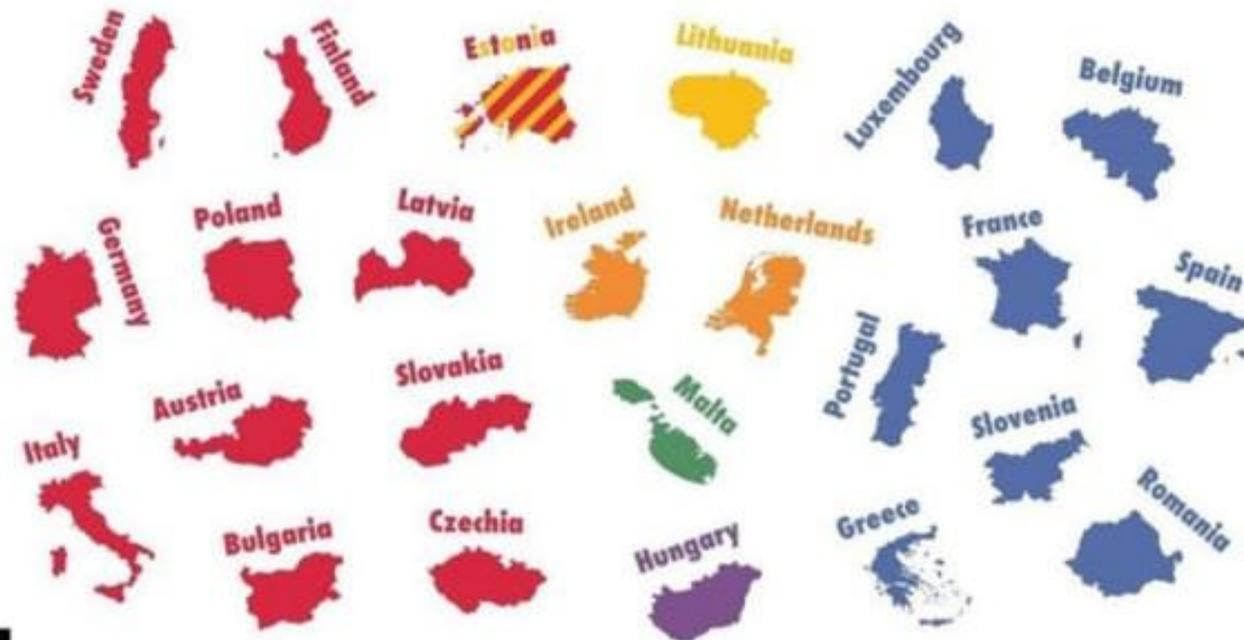 Sweden
Finland
Estonia
Lithuania
Luxembourg
Belgium
Germany
Poland
Latvia
Ireland
Netherlands
France
Spain
Portugal
Austria
Slovakia
Malta
Slovenia
Italy
Bulgaria
Czechia
Hungary
Greece
Romania